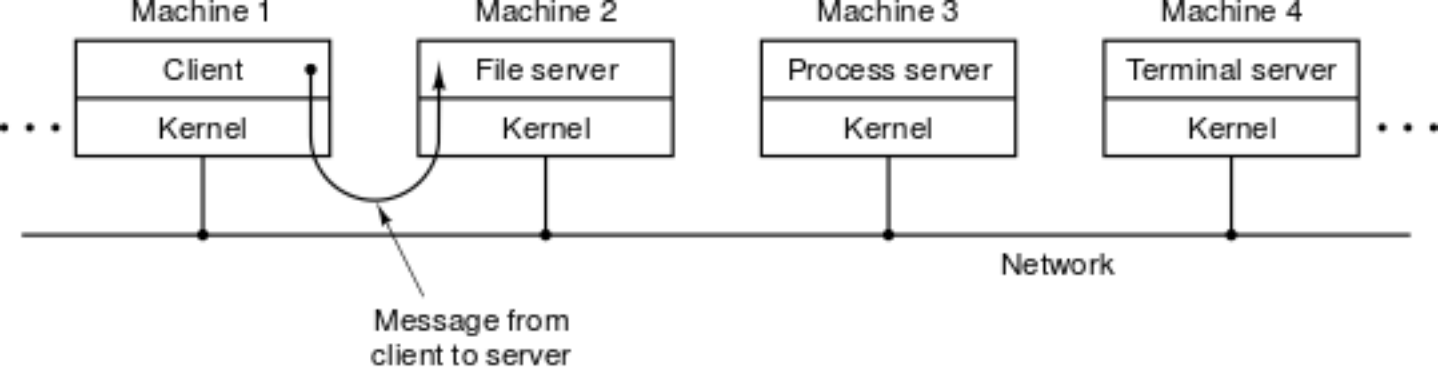 Machine 1
Machine 2
Machine 3
Machine 4
Client
File server
Process server
Terminal server
Kernel
Kernel
Kernel
Kernel
Network
Message from
client to server